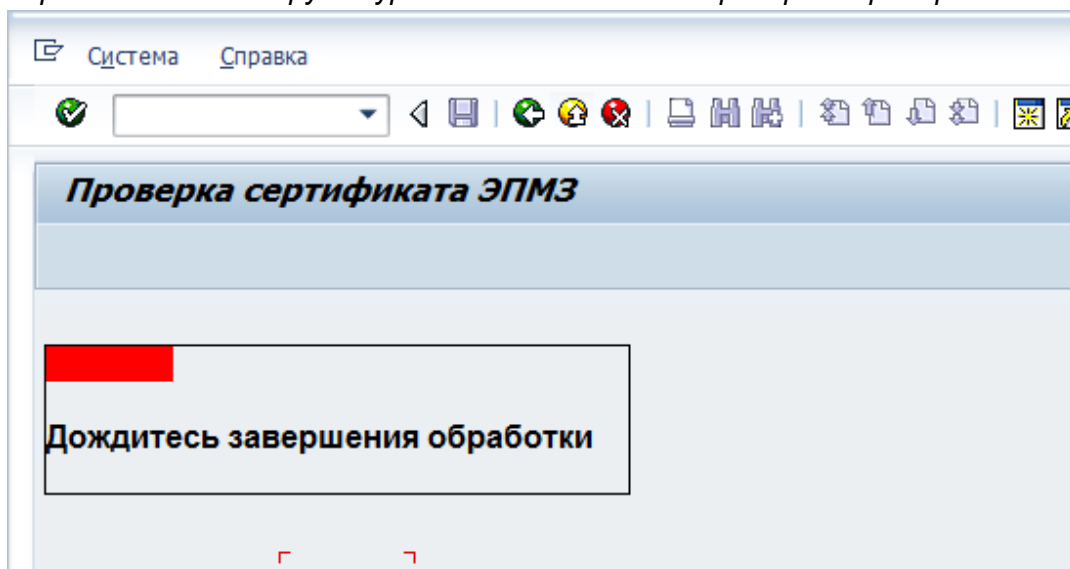 Система Справка
Проверка сертификата ЭПМЗ
Дождитесь завершения обработки